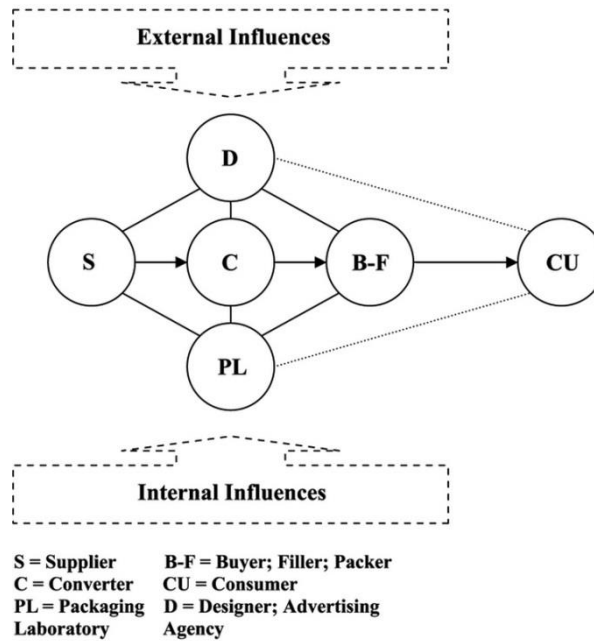 External Influences
D
S
C
B-F
CU
PL
Internal Influences
S = Supplier B-F = Buyer; Filler; Packer
C = Converter CU = Consumer
PL = Packaging D = Designer; Advertising
Laboratory Agency